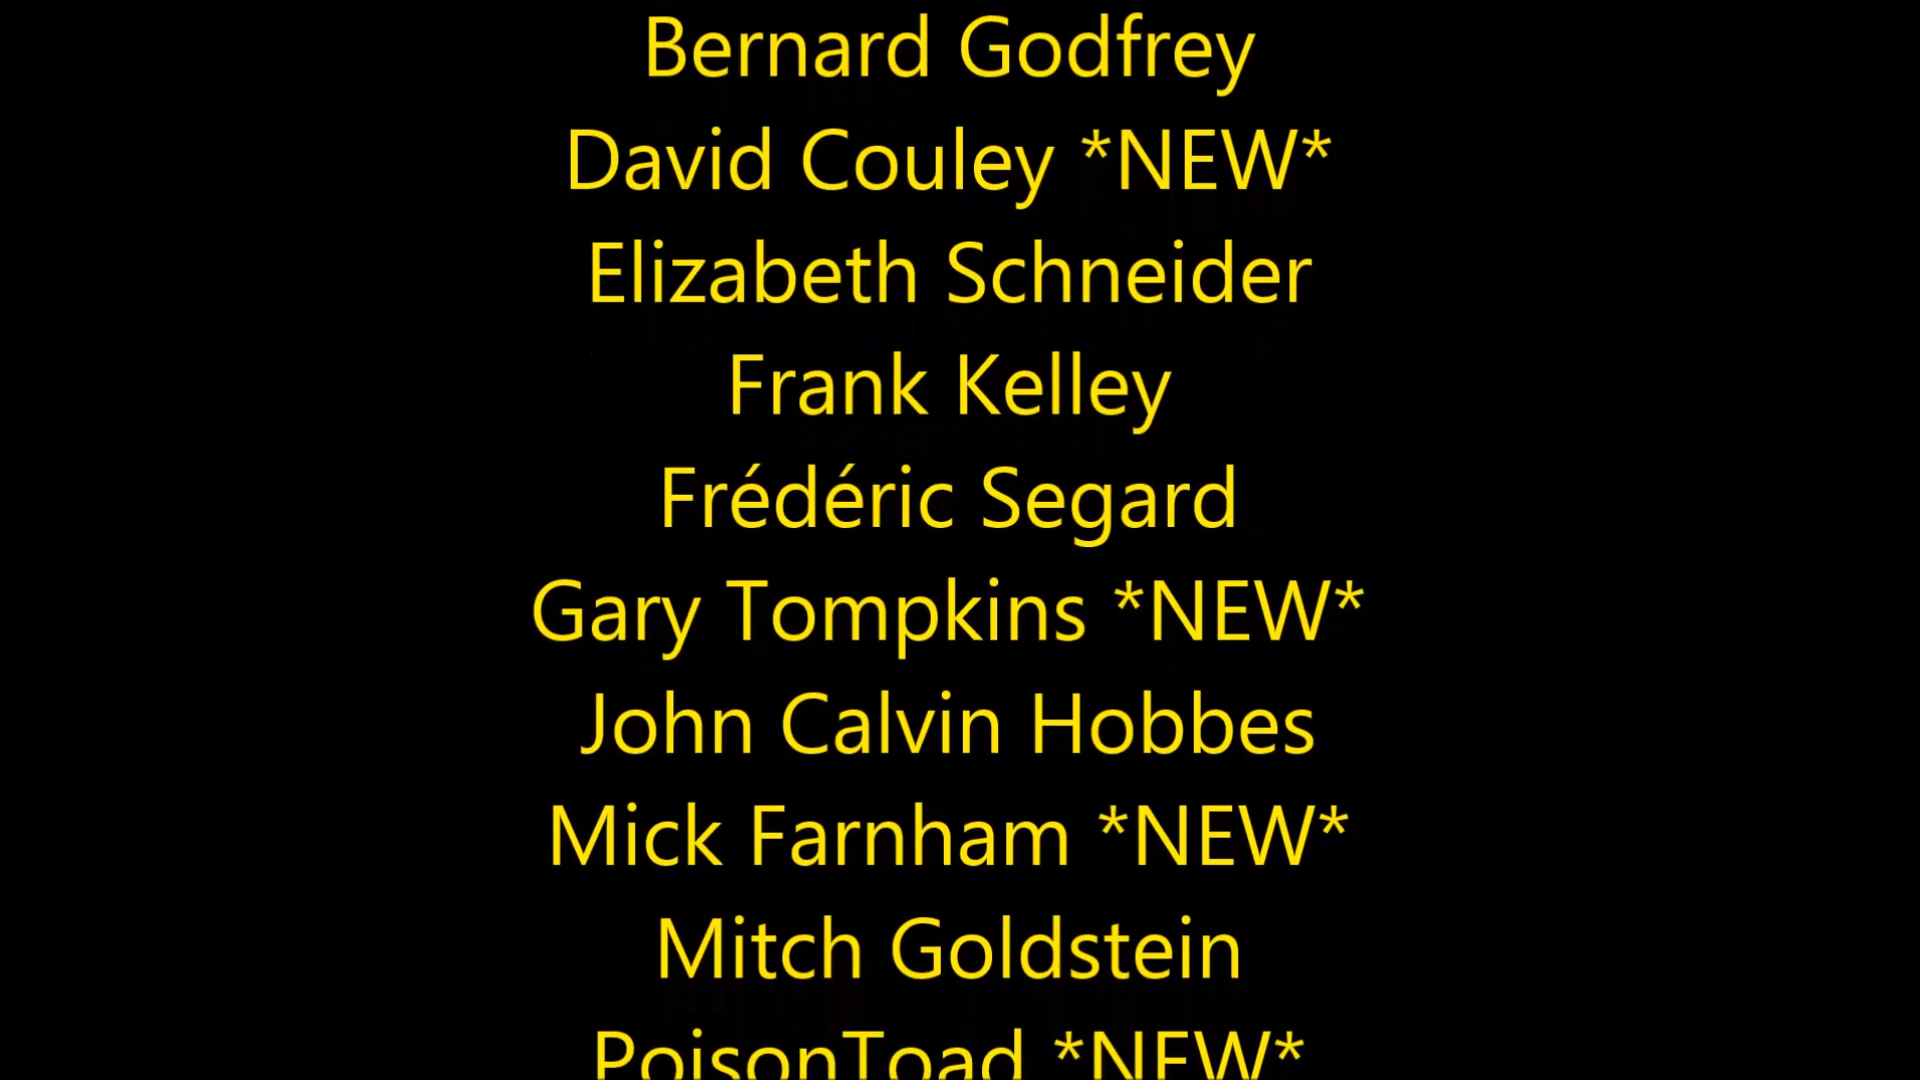 Bernard Godfrey
David Couley *NEW*
Elizabeth Schneider
Frank Kelley
Frédéric Segard
Gary Tompkins *NEW*
John Calvin Hobbes
Mick Farnham *NEW*
Mitch Goldstein
PoisonToad *NEW*